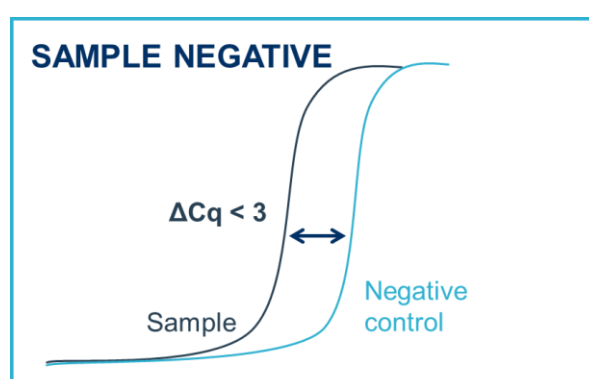 SAMPLE NEGATIVE
ΔCq < 3
Sample
Negative
control